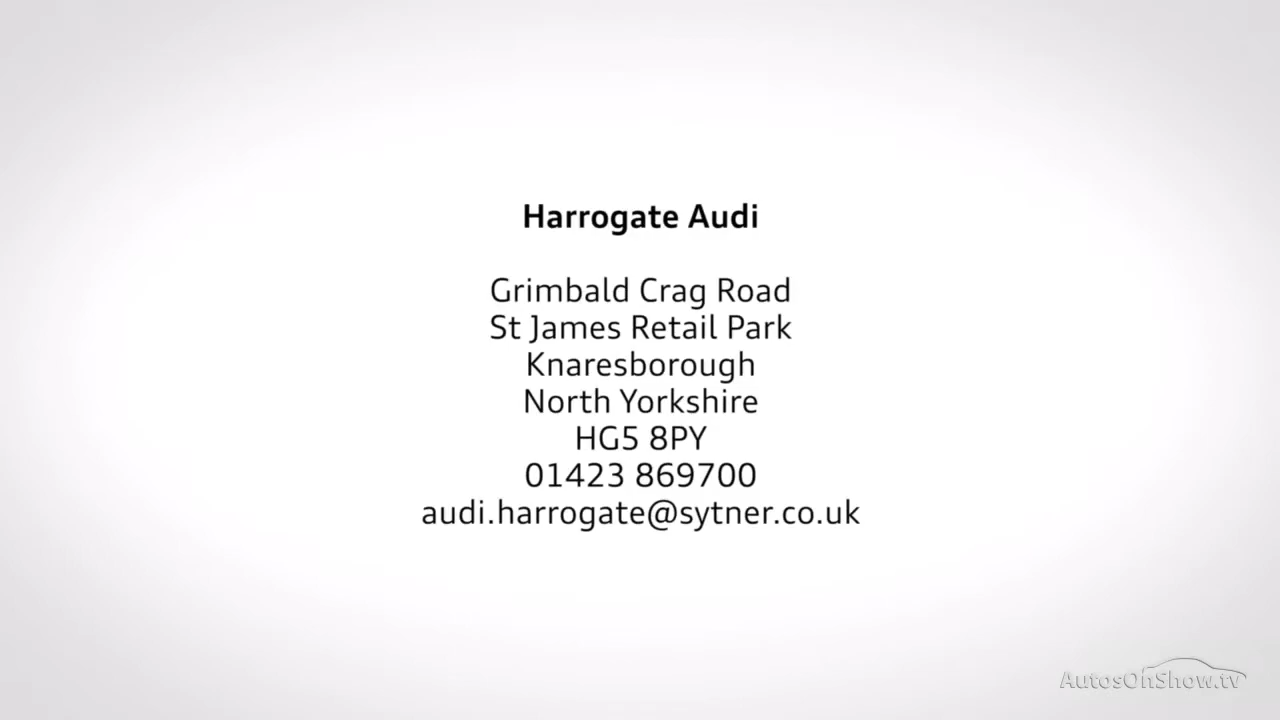 Harrogate Audi
Grimbald Crag Road
St James Retail Park
Knaresborough
North Yorkshire
HG5 8PY
01423 869700
audi.harrogate@sytner.co.uk
AutosOnShow.tv